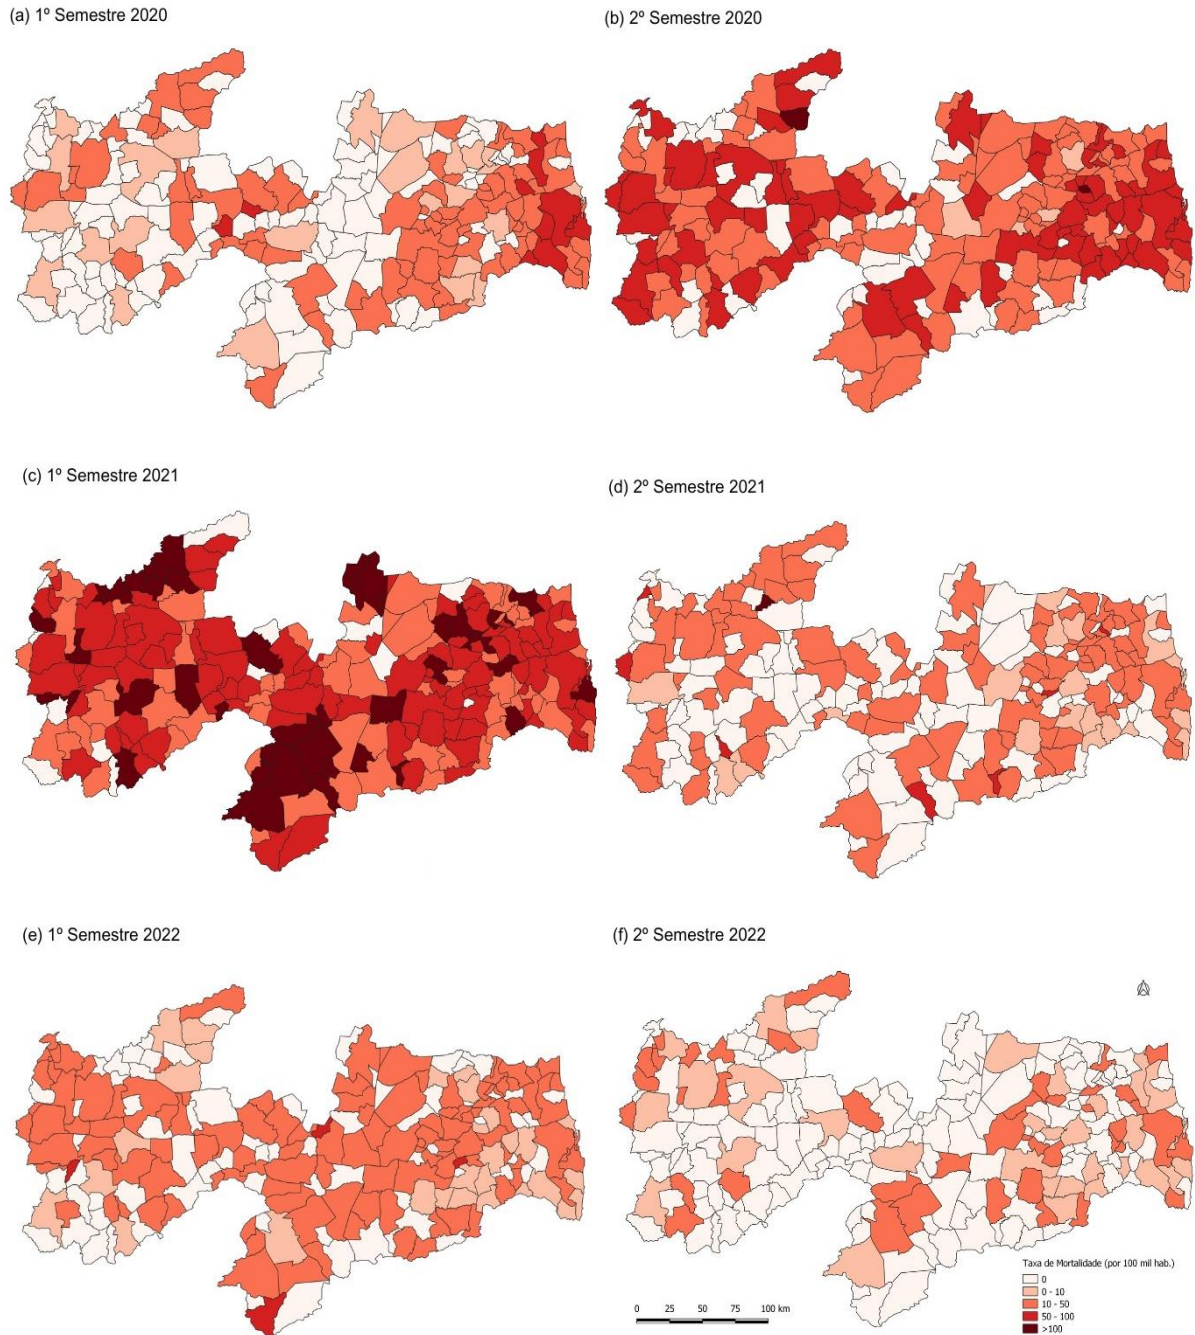 (a) 1º Semestre 2020
(b) 2º Semestre 2020
(c) 1º Semestre 2021
(d) 2º Semestre 2021
(e) 1º Semestre 2022
(f) 2º Semestre 2022
Taxa de Mortalidade (por 100 mil hab.)
0
0 - 10
10 - 50
50 - 100
>100
0 25 50 75 100 km